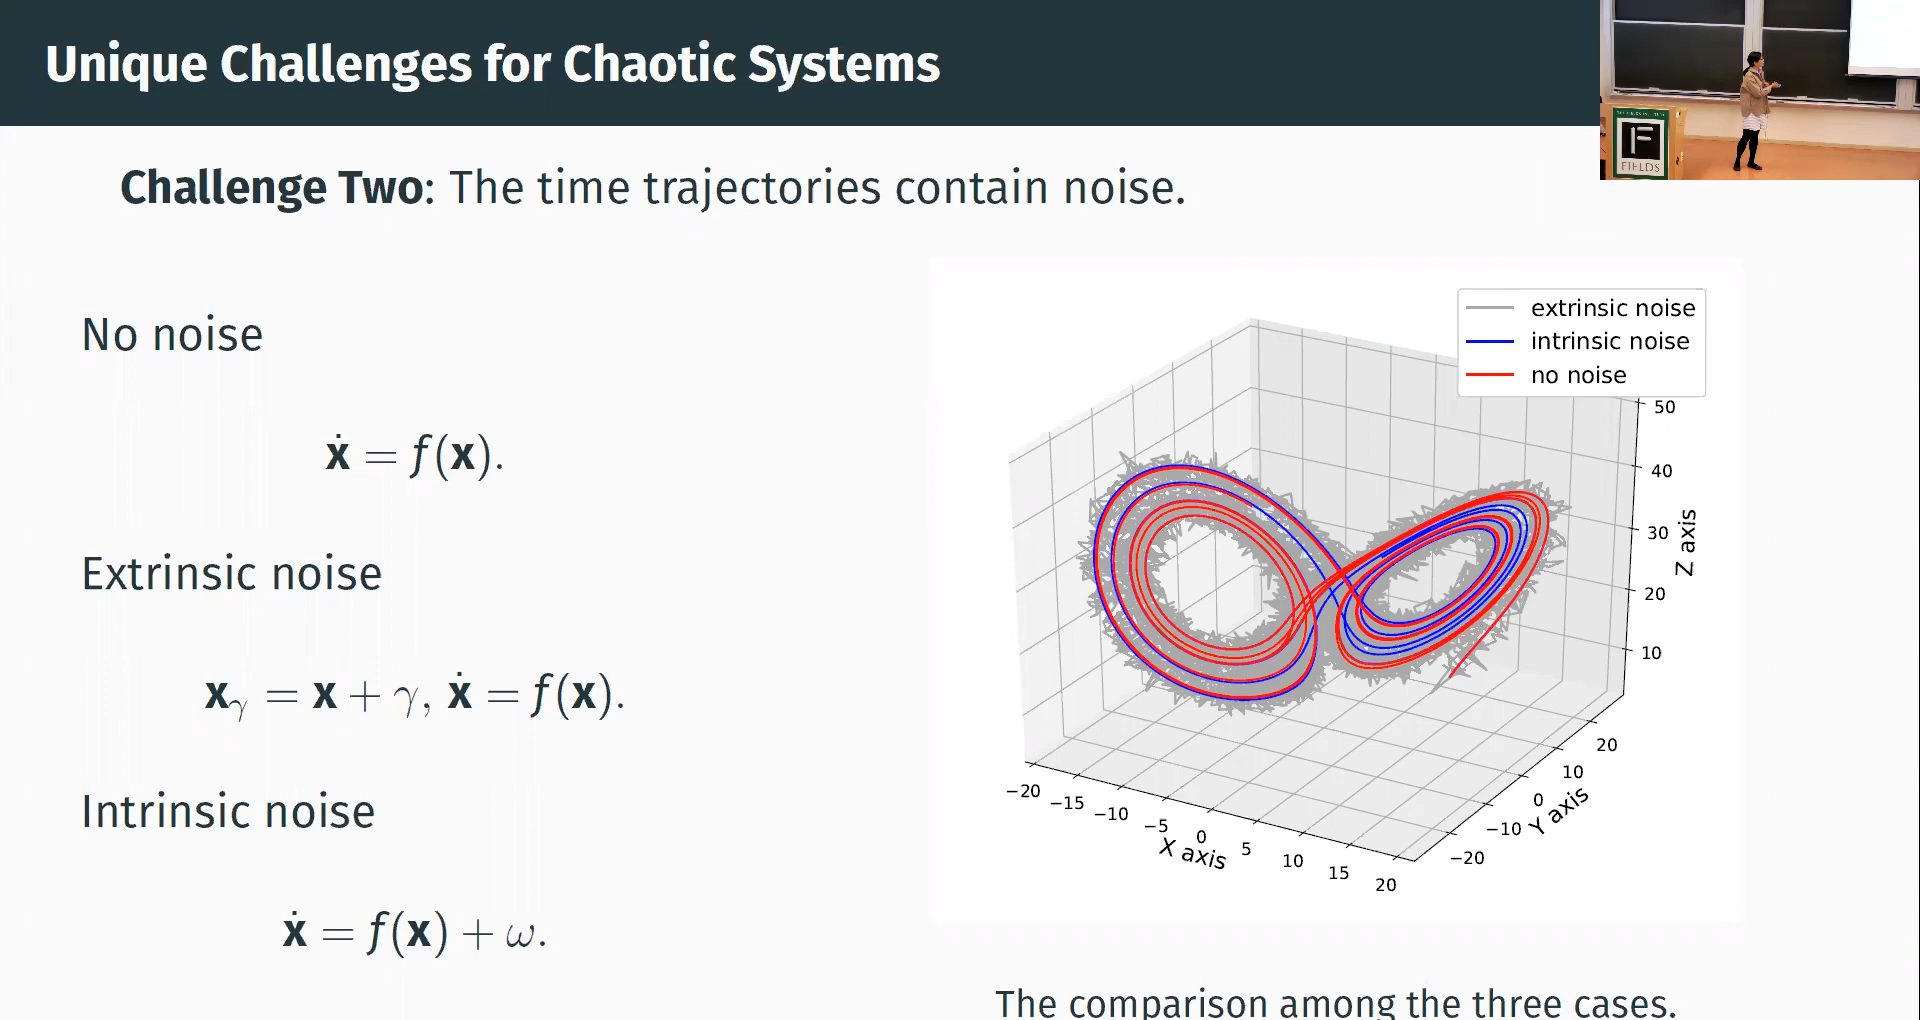 Unique Challenges for Chaotic Systems
Challenge Two: The time trajectories contain noise.
No noise
ẋ = f(x).
Extrinsic noise
xᵧ = x + γ, ẋ = f(x).
Intrinsic noise
ẋ = f(x) + ω.
extrinsic noise
intrinsic noise
no noise
50
40
30
20
10
Z axis
20
10
0
−10
−20
Y axis
−20
−15
−10
−5
0
5
10
15
20
X axis
The comparison among the three cases.
FIELDS